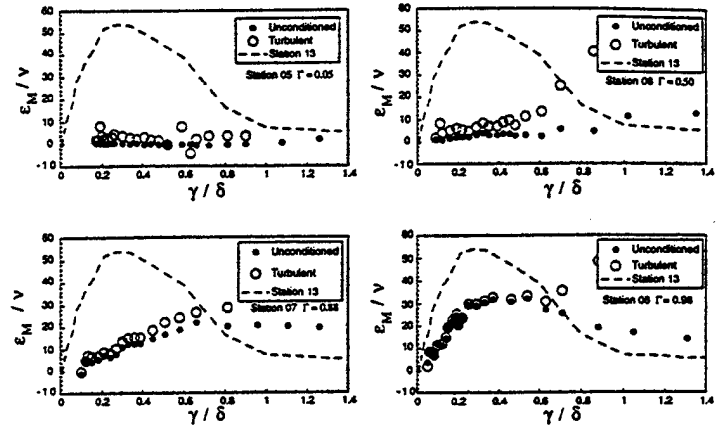 60
50
40
30
20
10
0
-10
ε_M / ν
Unconditioned
Turbulent
Station 13
Station 05 Γ = 0.05
0 0.2 0.4 0.6 0.8 1 1.2 1.4
γ / δ
60
50
40
30
20
10
0
-10
Unconditioned
Turbulent
Station 13
Station 06 Γ = 0.50
0 0.2 0.4 0.6 0.8 1 1.2 1.4
γ / δ
60
50
40
30
20
10
0
-10
ε_M / ν
Unconditioned
Turbulent
Station 13
Station 07 Γ = 0.88
0 0.2 0.4 0.6 0.8 1 1.2 1.4
γ / δ
60
50
40
30
20
10
0
-10
Unconditioned
Turbulent
Station 13
Station 08 Γ = 0.98
0 0.2 0.4 0.6 0.8 1 1.2 1.4
γ / δ